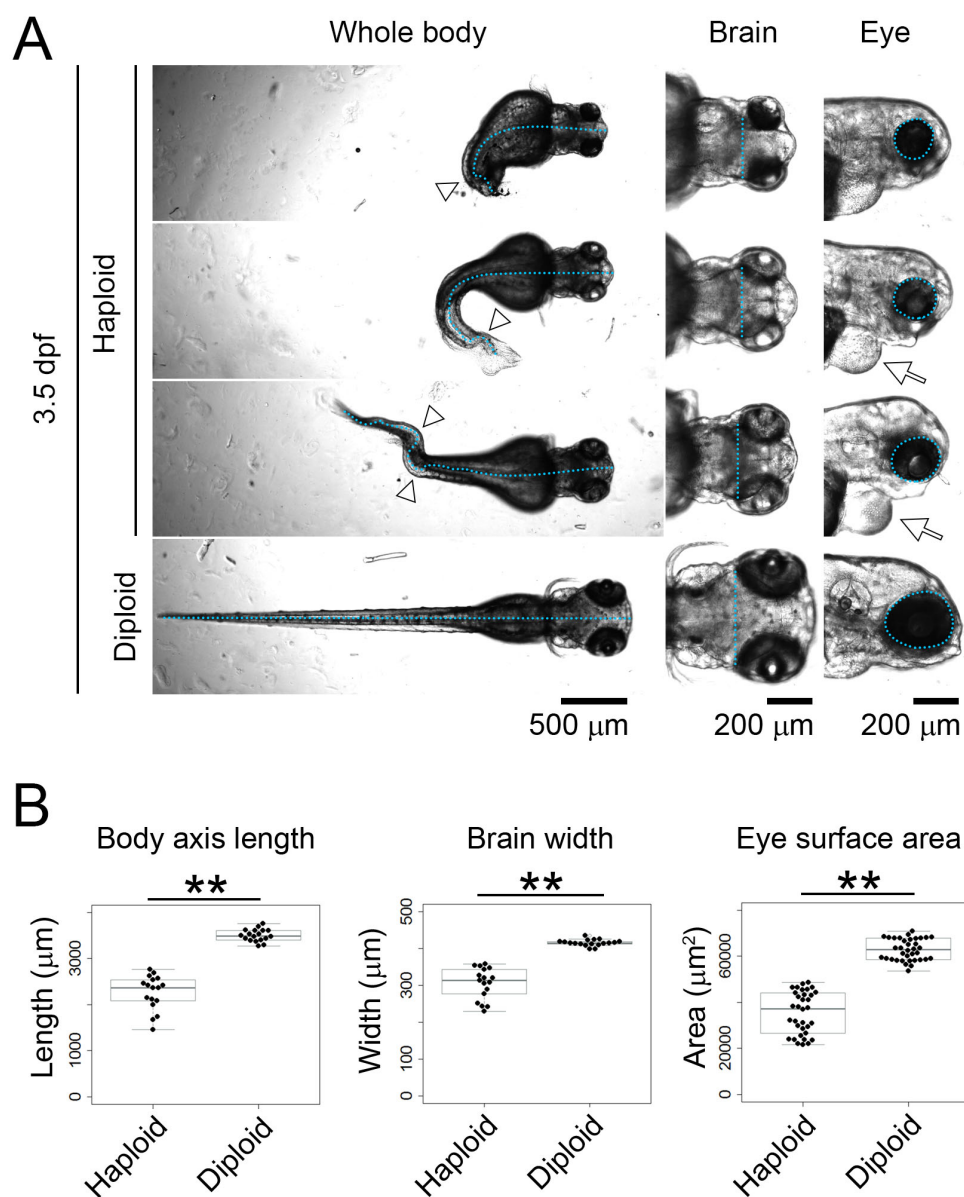 A
Whole body
Brain
Eye
3.5 dpf
Haploid
Diploid
500 μm
200 μm
200 μm
B
Body axis length
**
Length (μm)
3000
1000
0
Haploid
Diploid
Brain width
**
Width (μm)
500
300
100
0
Haploid
Diploid
Eye surface area
**
Area (μm²)
60000
20000
0
Haploid
Diploid